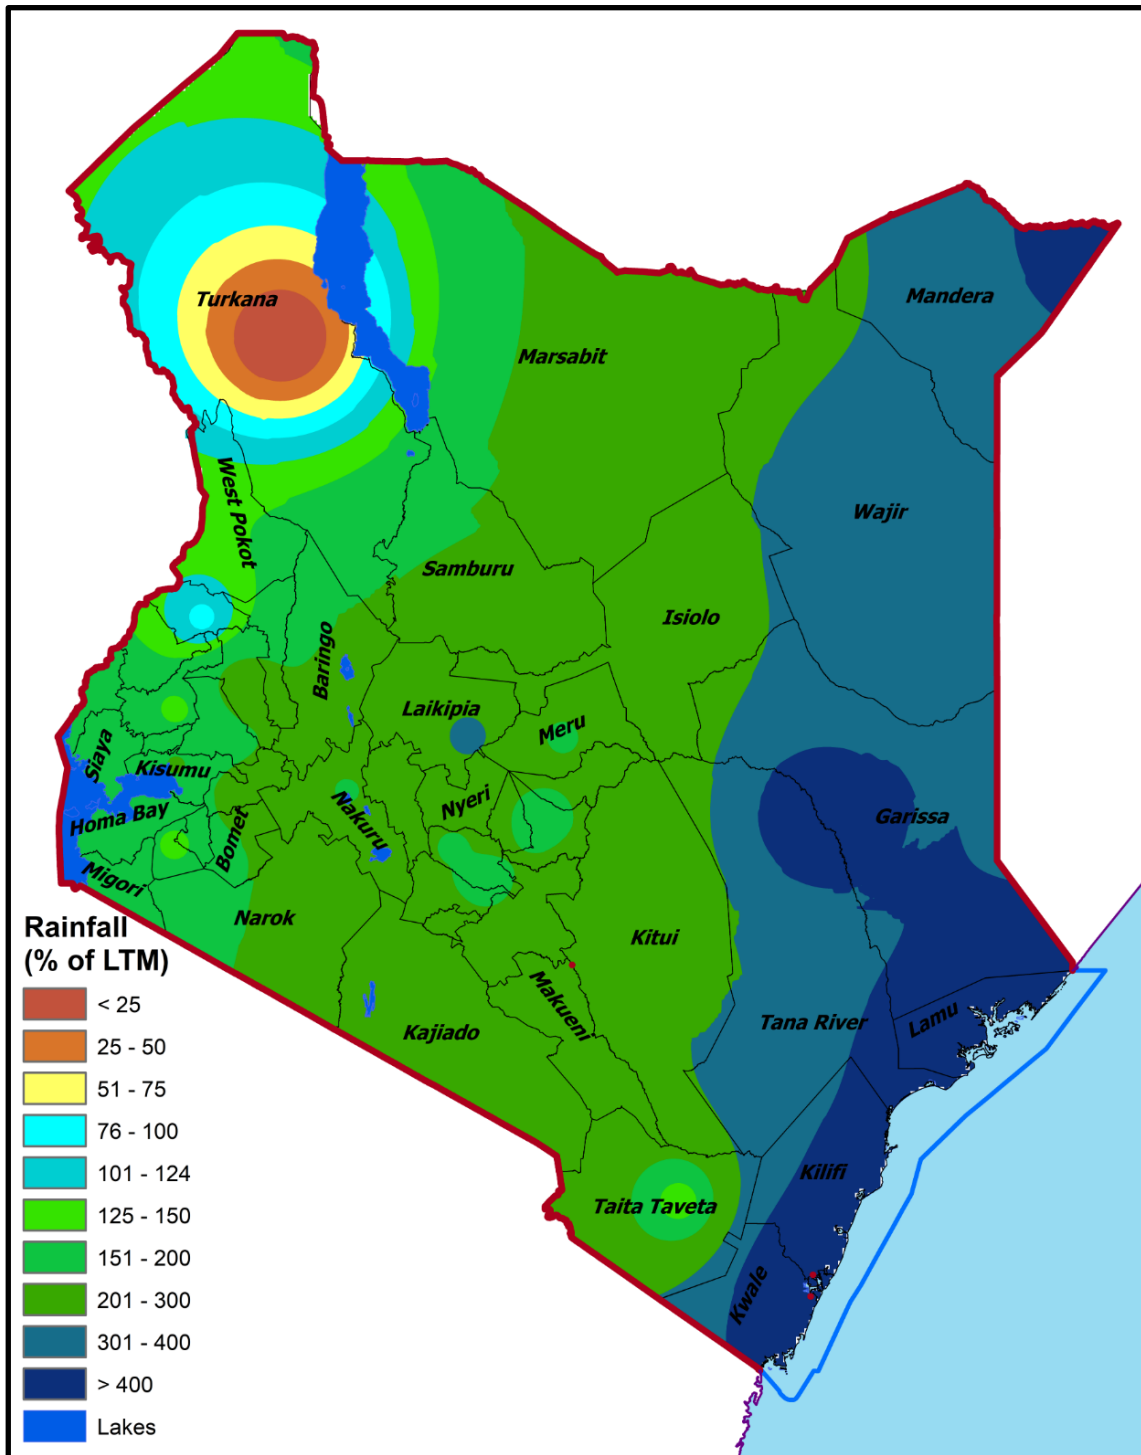 Turkana
Mandera
Marsabit
West Pokot
Wajir
Samburu
Isiolo
Baringo
Laikipia
Meru
Siaya
Kisumu
Nyeri
Nakuru
Homa Bay
Bomet
Garissa
Migori
Narok
Kitui
Makueni
Kajiado
Tana River
Lamu
Kilifi
Taita Taveta
Kwale
Rainfall
(% of LTM)
< 25
25 - 50
51 - 75
76 - 100
101 - 124
125 - 150
151 - 200
201 - 300
301 - 400
> 400
Lakes